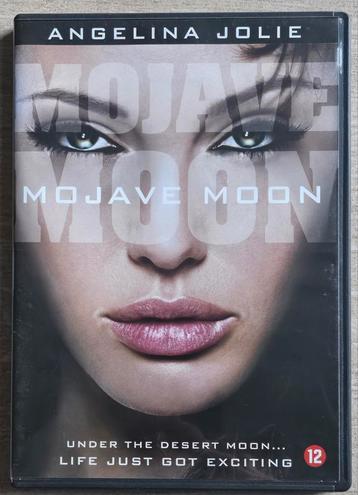 ANGELINA JOLIE
MOJAVE
MOON
MOJAVE MOON
UNDER THE DESERT MOON...
LIFE JUST GOT EXCITING
12